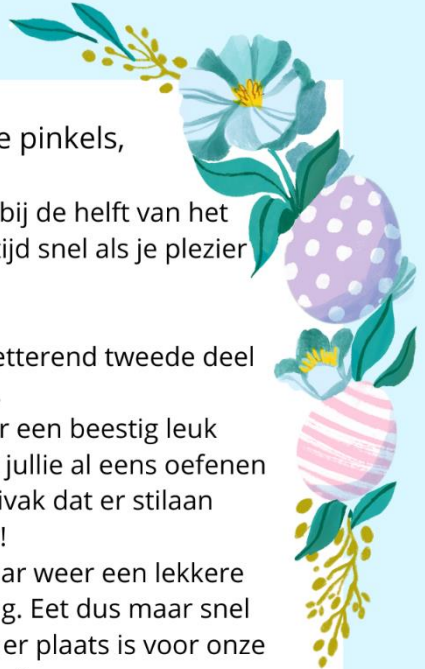 e pinkels,
bij de helft van het
ijd snel als je plezier
etterend tweede deel
r een beestig leuk
jullie al eens oefenen
ivak dat er stilaan
!
ar weer een lekkere
g. Eet dus maar snel
er plaats is voor onze